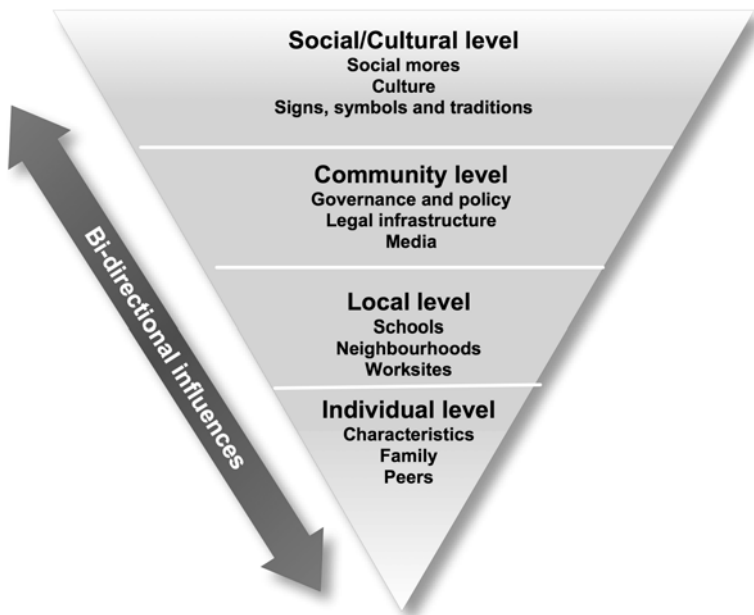 Social/Cultural level
Social mores
Culture
Signs, symbols and traditions
Community level
Governance and policy
Legal infrastructure
Media
Local level
Schools
Neighbourhoods
Worksites
Individual level
Characteristics
Family
Peers
Bi-directional influences